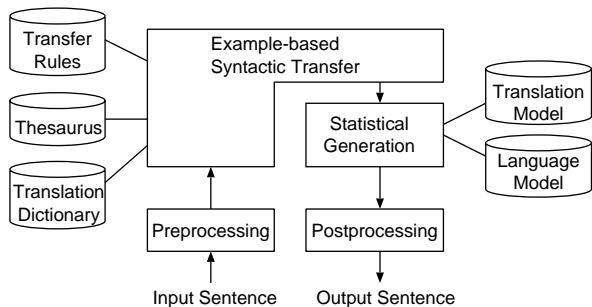 Transfer
Rules
Thesaurus
Translation
Dictionary
Example-based
Syntactic Transfer
Statistical
Generation
Translation
Model
Language
Model
Preprocessing
Postprocessing
Input Sentence
Output Sentence